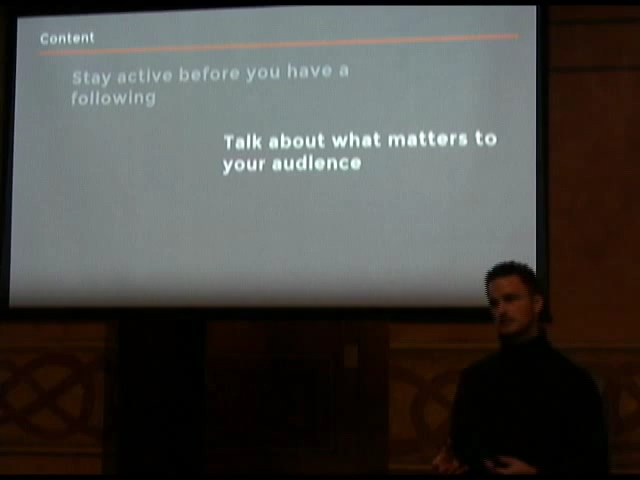 Content
Stay active before you have a
following
Talk about what matters to
your audience